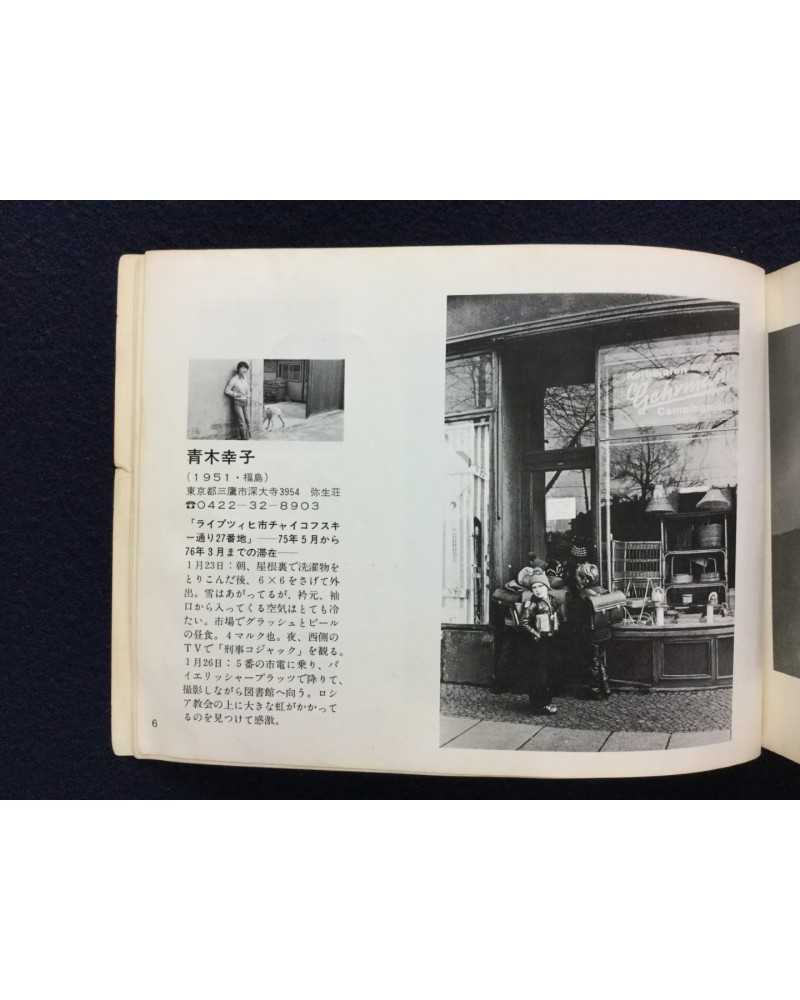 青木幸子
(1951・福島)
東京都三鷹市深大寺3954 弥生荘
☎0422-32-8903
「ライプツィヒ市チャイコフスキ
ー通り27番地」——75年5月から
76年3月までの滞在——
1月23日：朝、屋根裏で洗濯物を
とりこんだ後、6×6をさげて外
出。雪はあがってるが、衿元、袖
口から入ってくる空気はとても冷
たい。市場でグラッシュとビール
の昼食。4マルク也。夜、西側の
TVで「刑事コジャック」を観る。
1月26日：5番の市電に乗り、バ
イエリッシャープラッツで降りて、
撮影しながら図書館へ向う。ロシ
ア教会の上に大きな虹がかかって
るのを見つけて感激。
6
Korbwaren
Gehrmann
Camping